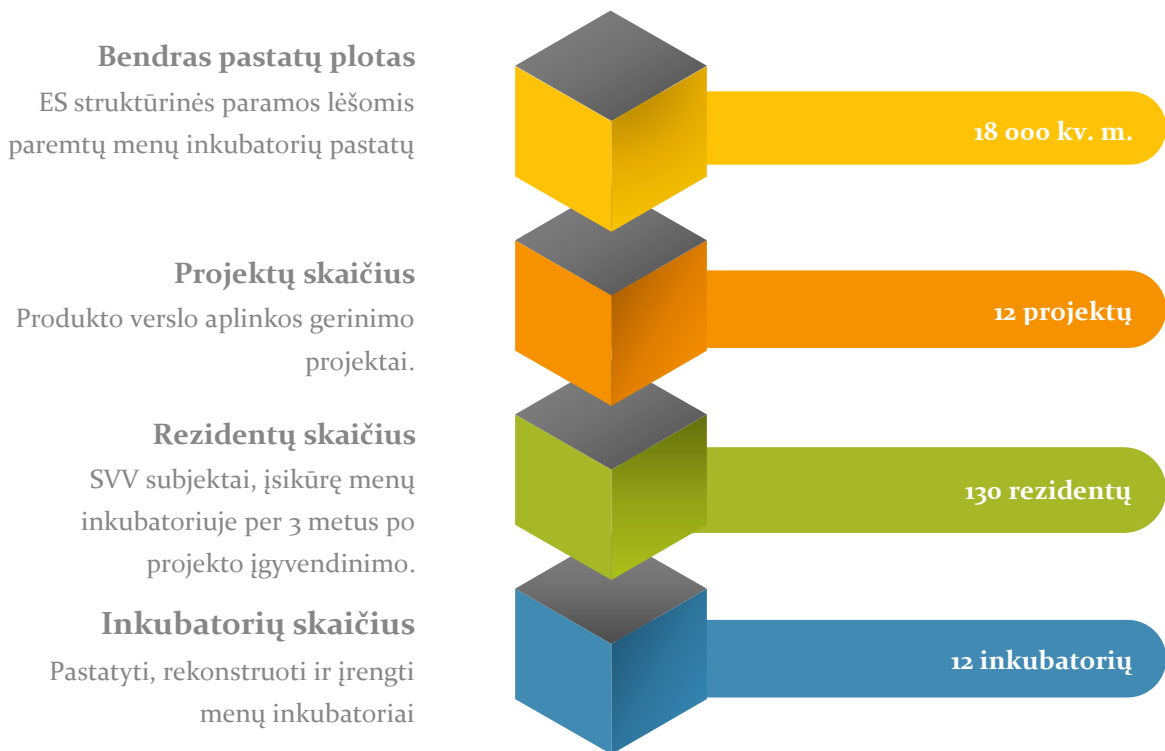 Bendras pastatų plotas
ES struktūrinės paramos lėšomis
paremtų menų inkubatorių pastatų
18 000 kv. m.
Projektų skaičius
Produkto verslo aplinkos gerinimo
projektai.
12 projektų
Rezidentų skaičius
SVV subjektai, įsikūrę menų
inkubatoriuje per 3 metus po
projekto įgyvendinimo.
130 rezidentų
Inkubatorių skaičius
Pastatyti, rekonstruoti ir įrengti
menų inkubatoriai
12 inkubatorių